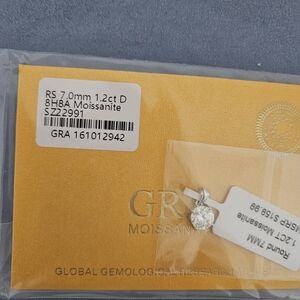 RS 7.0mm 1.2ct D
8H8A Moissanite
SZ22991
GRA 161012942
GR
MOISSANITE
Round 7MM
1.2CT Moissanite
MSRP $159.99
GLOBAL GEMOLOGICAL